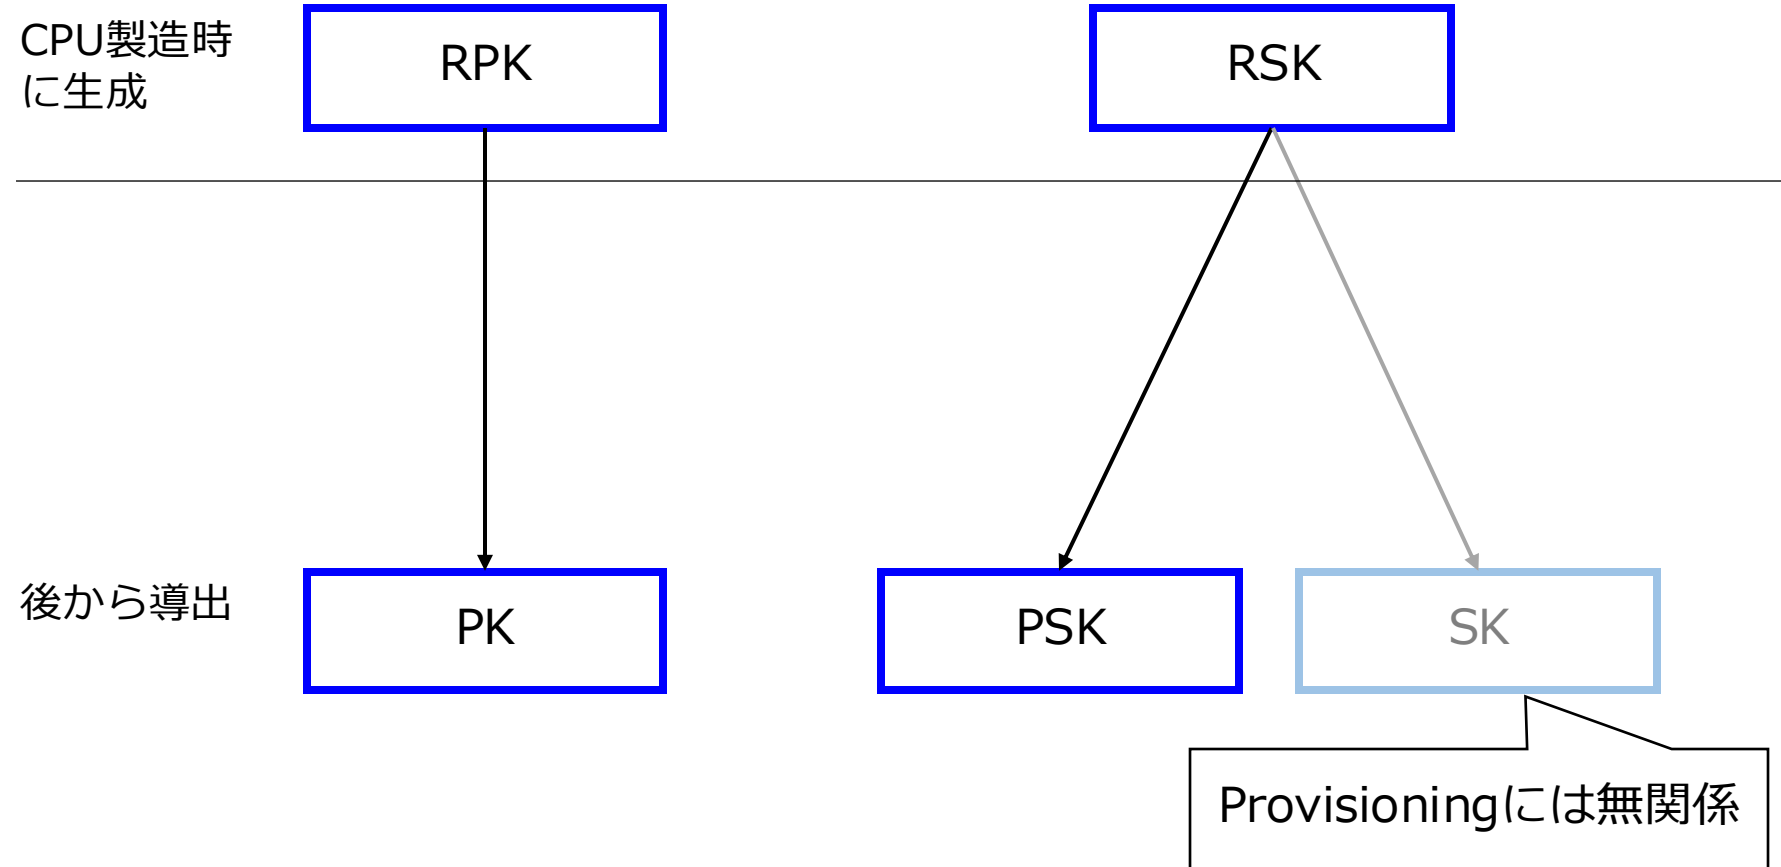 CPU製造時
に生成
RPK
RSK
後から導出
PK
PSK
SK
Provisioningには無関係